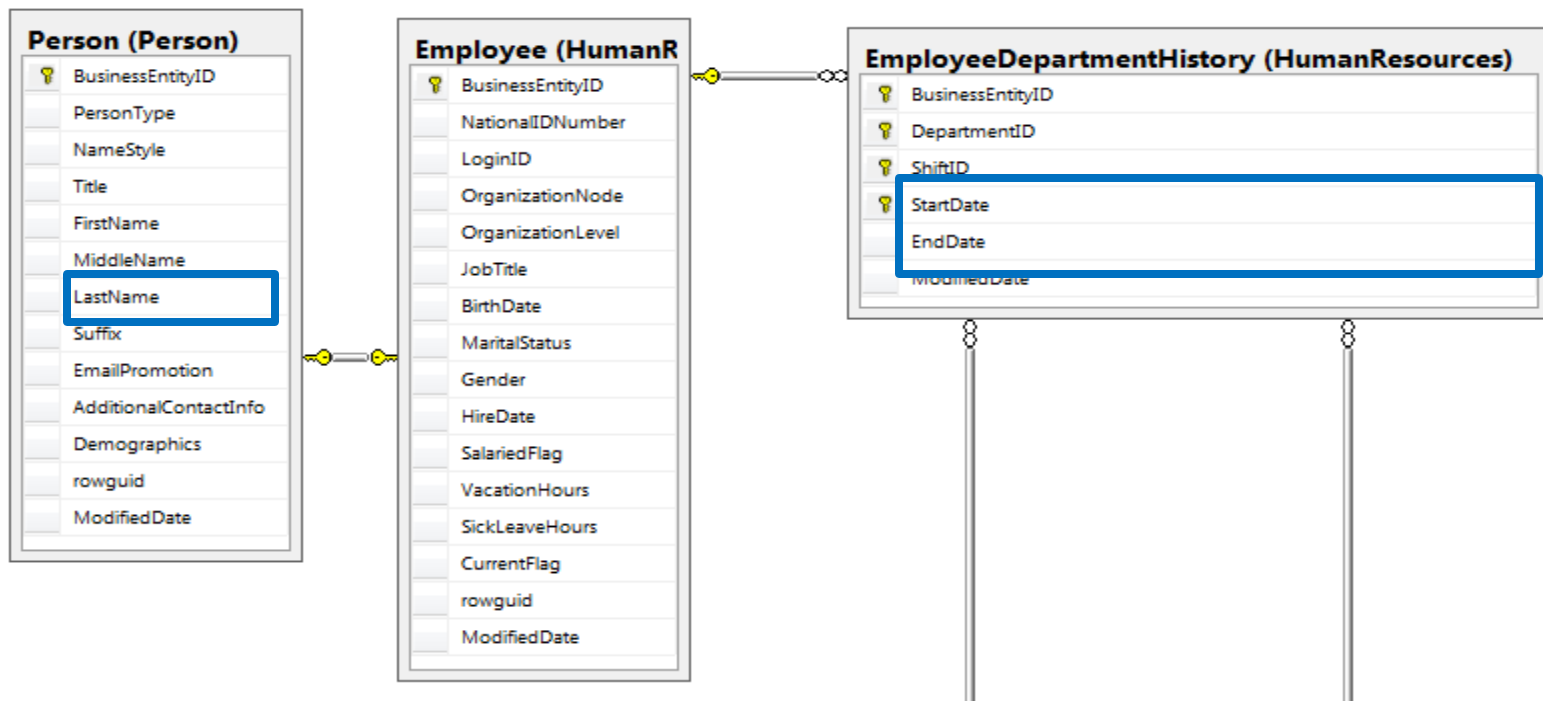 Person (Person)
BusinessEntityID
PersonType
NameStyle
Title
FirstName
MiddleName
LastName
Suffix
EmailPromotion
AdditionalContactInfo
Demographics
rowguid
ModifiedDate
Employee (HumanR
BusinessEntityID
NationalIDNumber
LoginID
OrganizationNode
OrganizationLevel
JobTitle
BirthDate
MaritalStatus
Gender
HireDate
SalariedFlag
VacationHours
SickLeaveHours
CurrentFlag
rowguid
ModifiedDate
EmployeeDepartmentHistory (HumanResources)
BusinessEntityID
DepartmentID
ShiftID
StartDate
EndDate
ModifiedDate